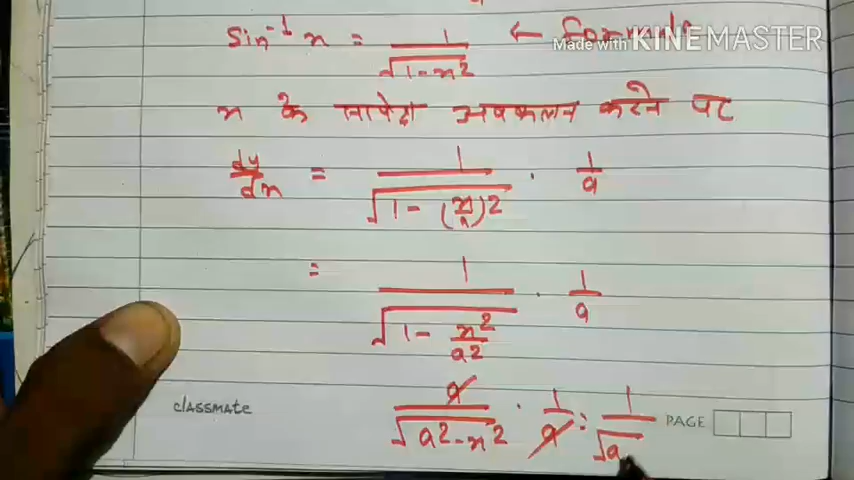 Sin⁻¹ x = 1/√(1-x²) ← Formula
Made with KINEMASTER
x के सापेक्ष अवकलन करने पर
dy/dx = 1/√(1-(x/a)²) · 1/a
= 1/√(1-x²/a²) · 1/a
a/√(a²-x²) · 1/a = 1/√a
classmate
PAGE